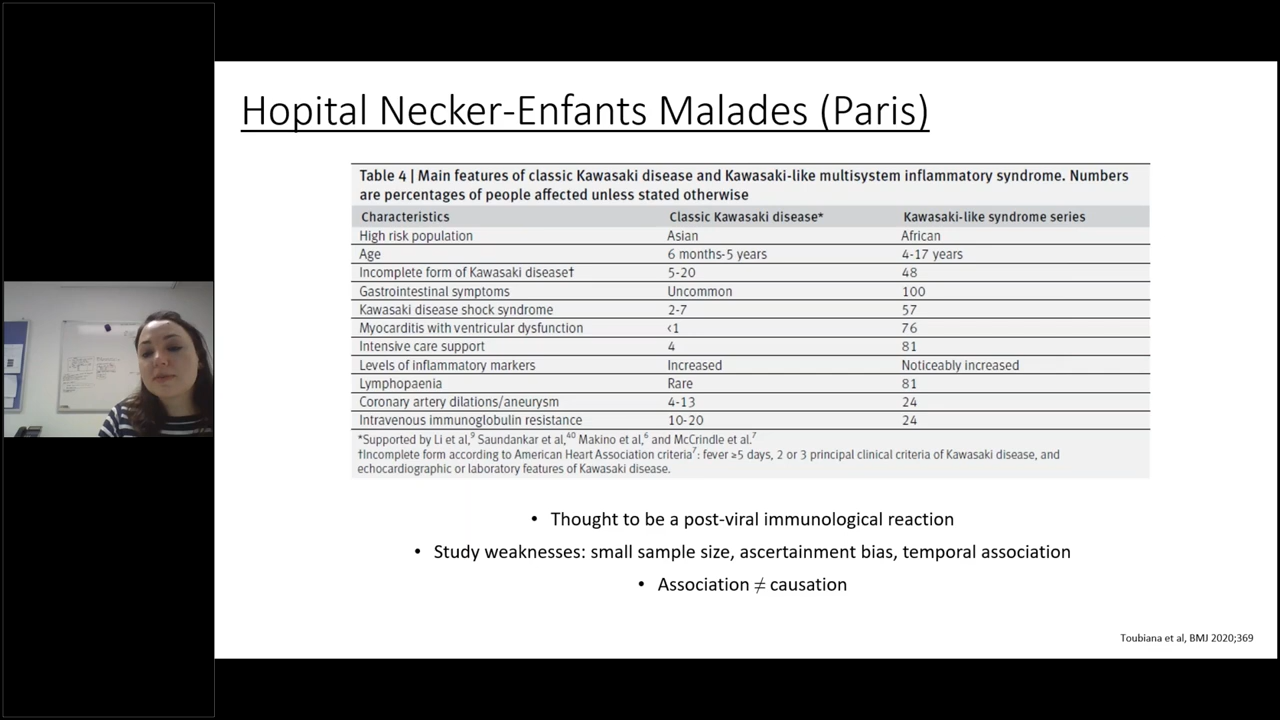 Hopital Necker-Enfants Malades (Paris)
Table 4 | Main features of classic Kawasaki disease and Kawasaki-like multisystem inflammatory syndrome. Numbers
are percentages of people affected unless stated otherwise
Characteristics Classic Kawasaki disease* Kawasaki-like syndrome series
High risk population Asian African
Age 6 months-5 years 4-17 years
Incomplete form of Kawasaki disease† 5-20 48
Gastrointestinal symptoms Uncommon 100
Kawasaki disease shock syndrome 2-7 57
Myocarditis with ventricular dysfunction <1 76
Intensive care support 4 81
Levels of inflammatory markers Increased Noticeably increased
Lymphopaenia Rare 81
Coronary artery dilations/aneurysm 4-13 24
Intravenous immunoglobulin resistance 10-20 24
*Supported by Li et al,9 Saundankar et al,40 Makino et al,6 and McCrindle et al.7
†Incomplete form according to American Heart Association criteria7: fever ≥5 days, 2 or 3 principal clinical criteria of Kawasaki disease, and
echocardiographic or laboratory features of Kawasaki disease.
• Thought to be a post-viral immunological reaction
• Study weaknesses: small sample size, ascertainment bias, temporal association
• Association ≠ causation
Toubiana et al, BMJ 2020;369